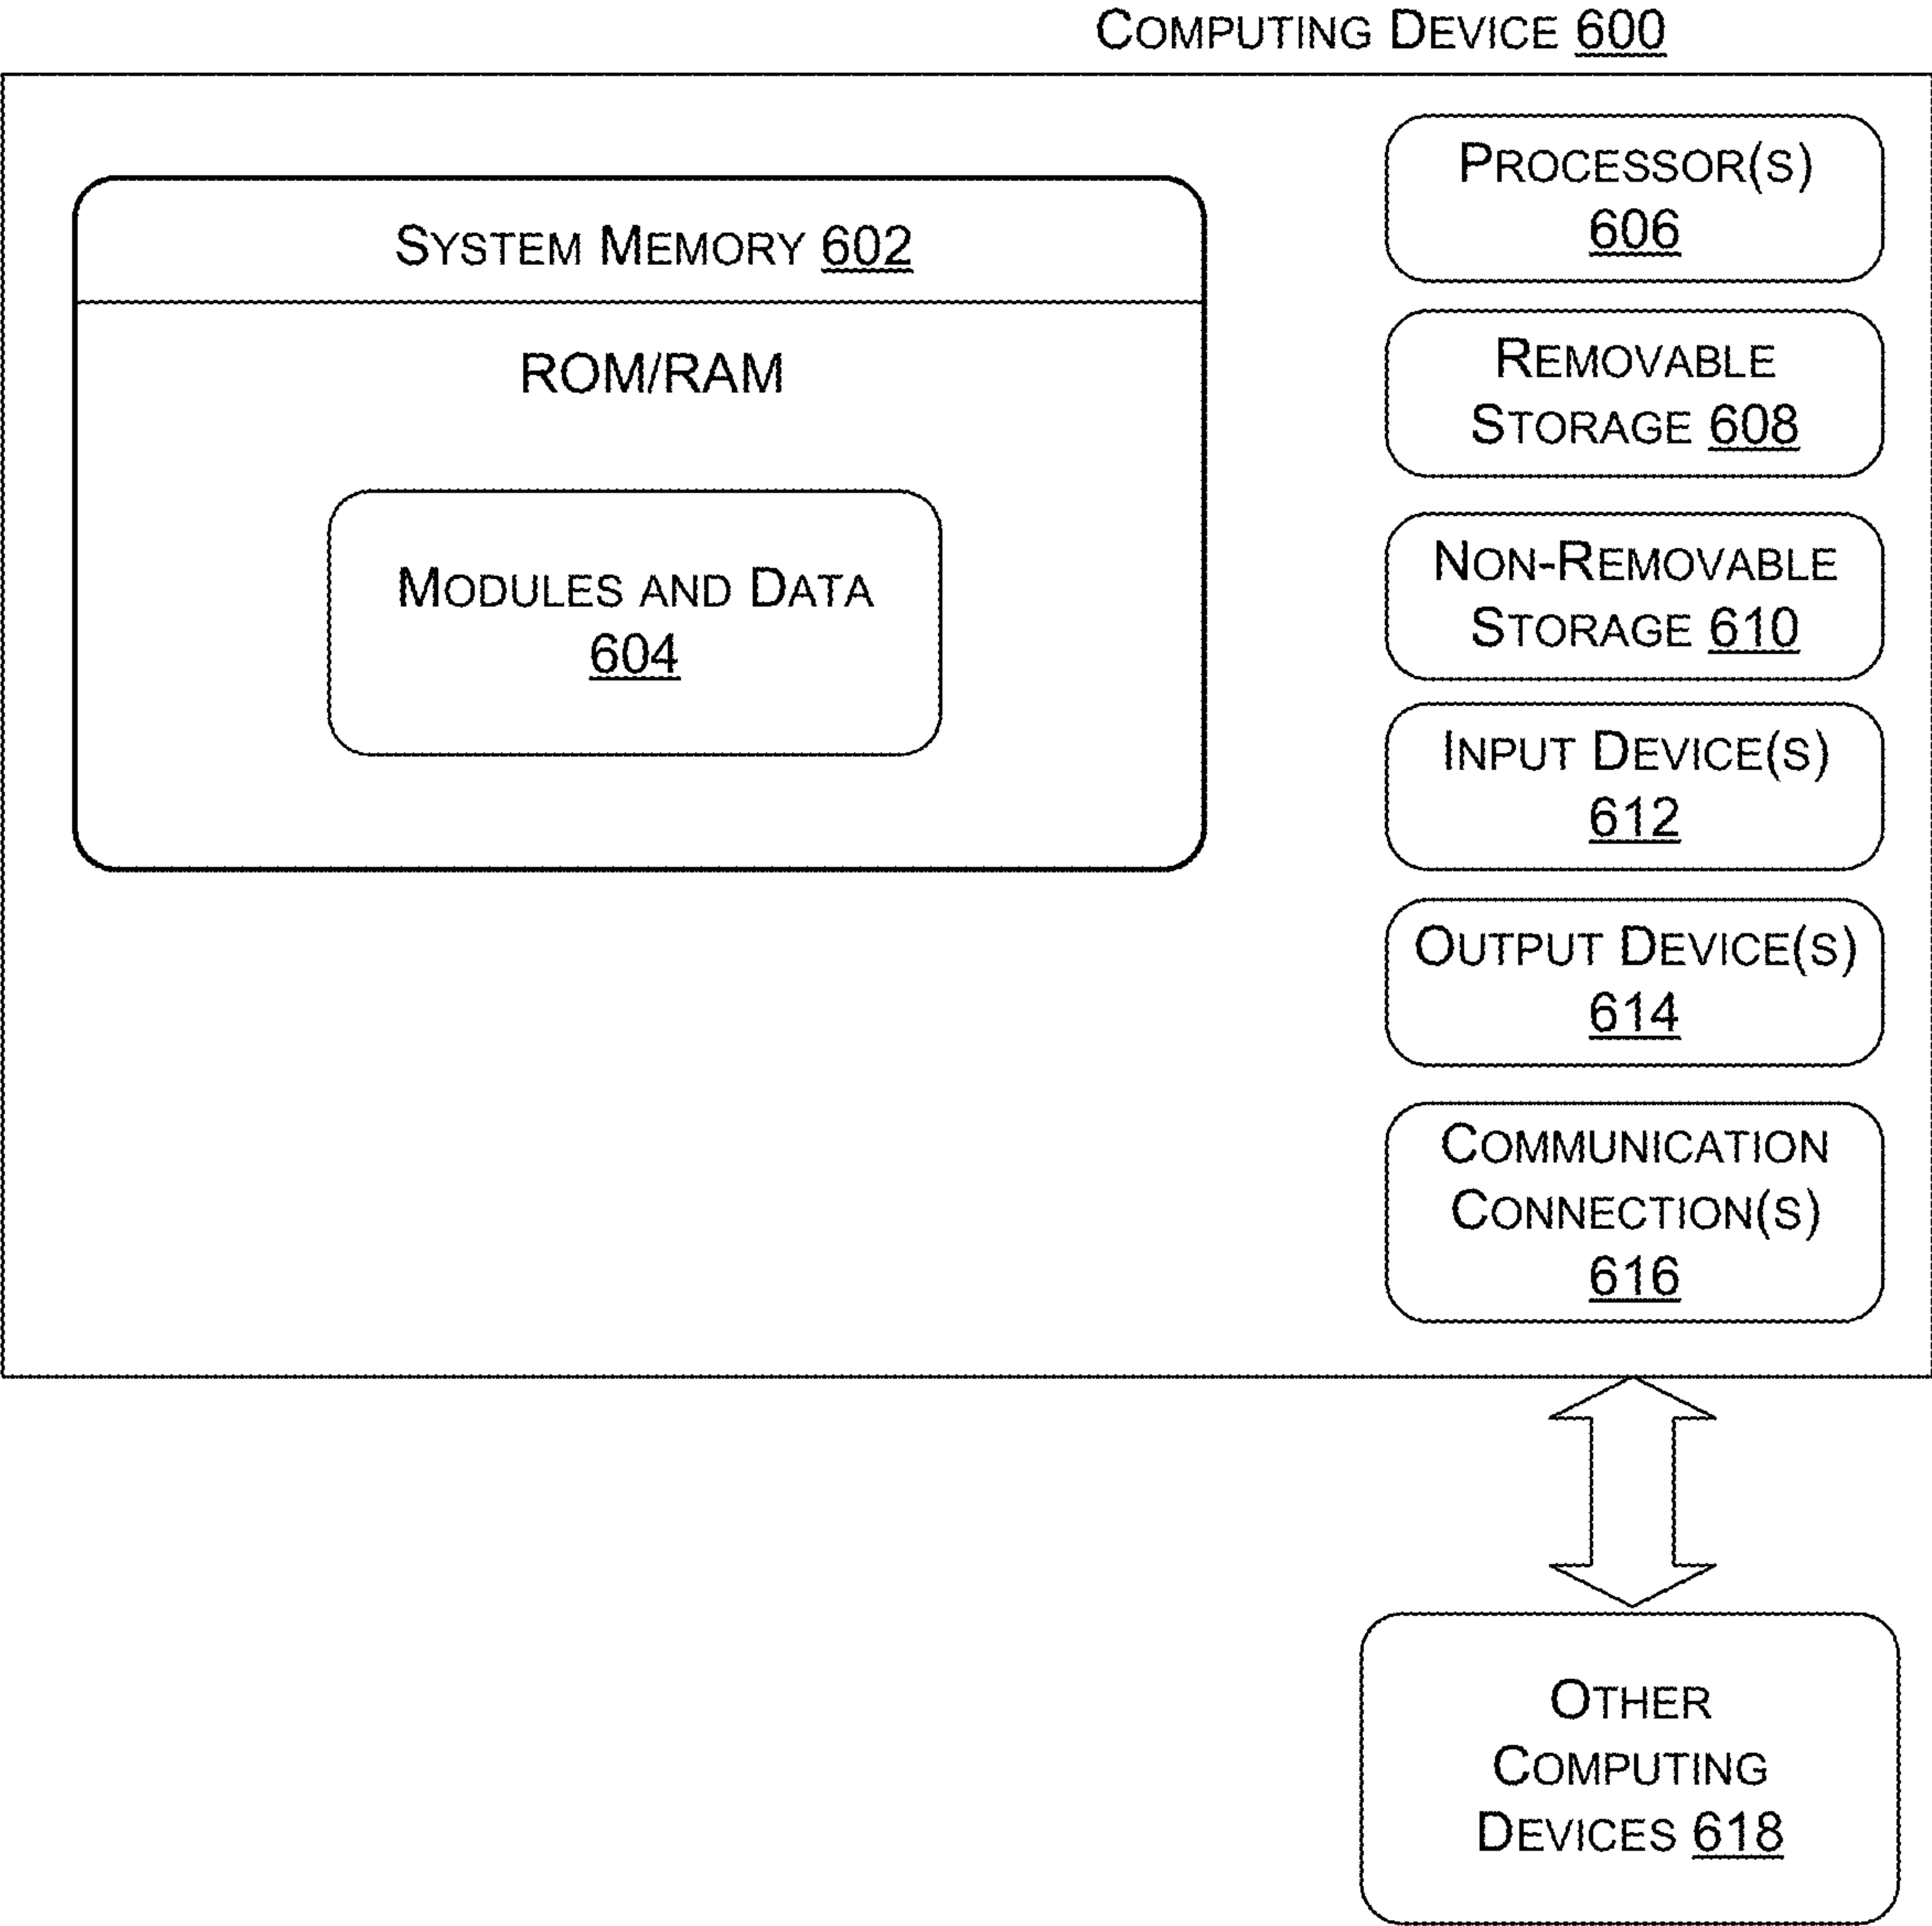 COMPUTING DEVICE 600
SYSTEM MEMORY 602
ROM/RAM
MODULES AND DATA
604
PROCESSOR(S)
606
REMOVABLE
STORAGE 608
NON-REMOVABLE
STORAGE 610
INPUT DEVICE(S)
612
OUTPUT DEVICE(S)
614
COMMUNICATION
CONNECTION(S)
616
OTHER
COMPUTING
DEVICES 618